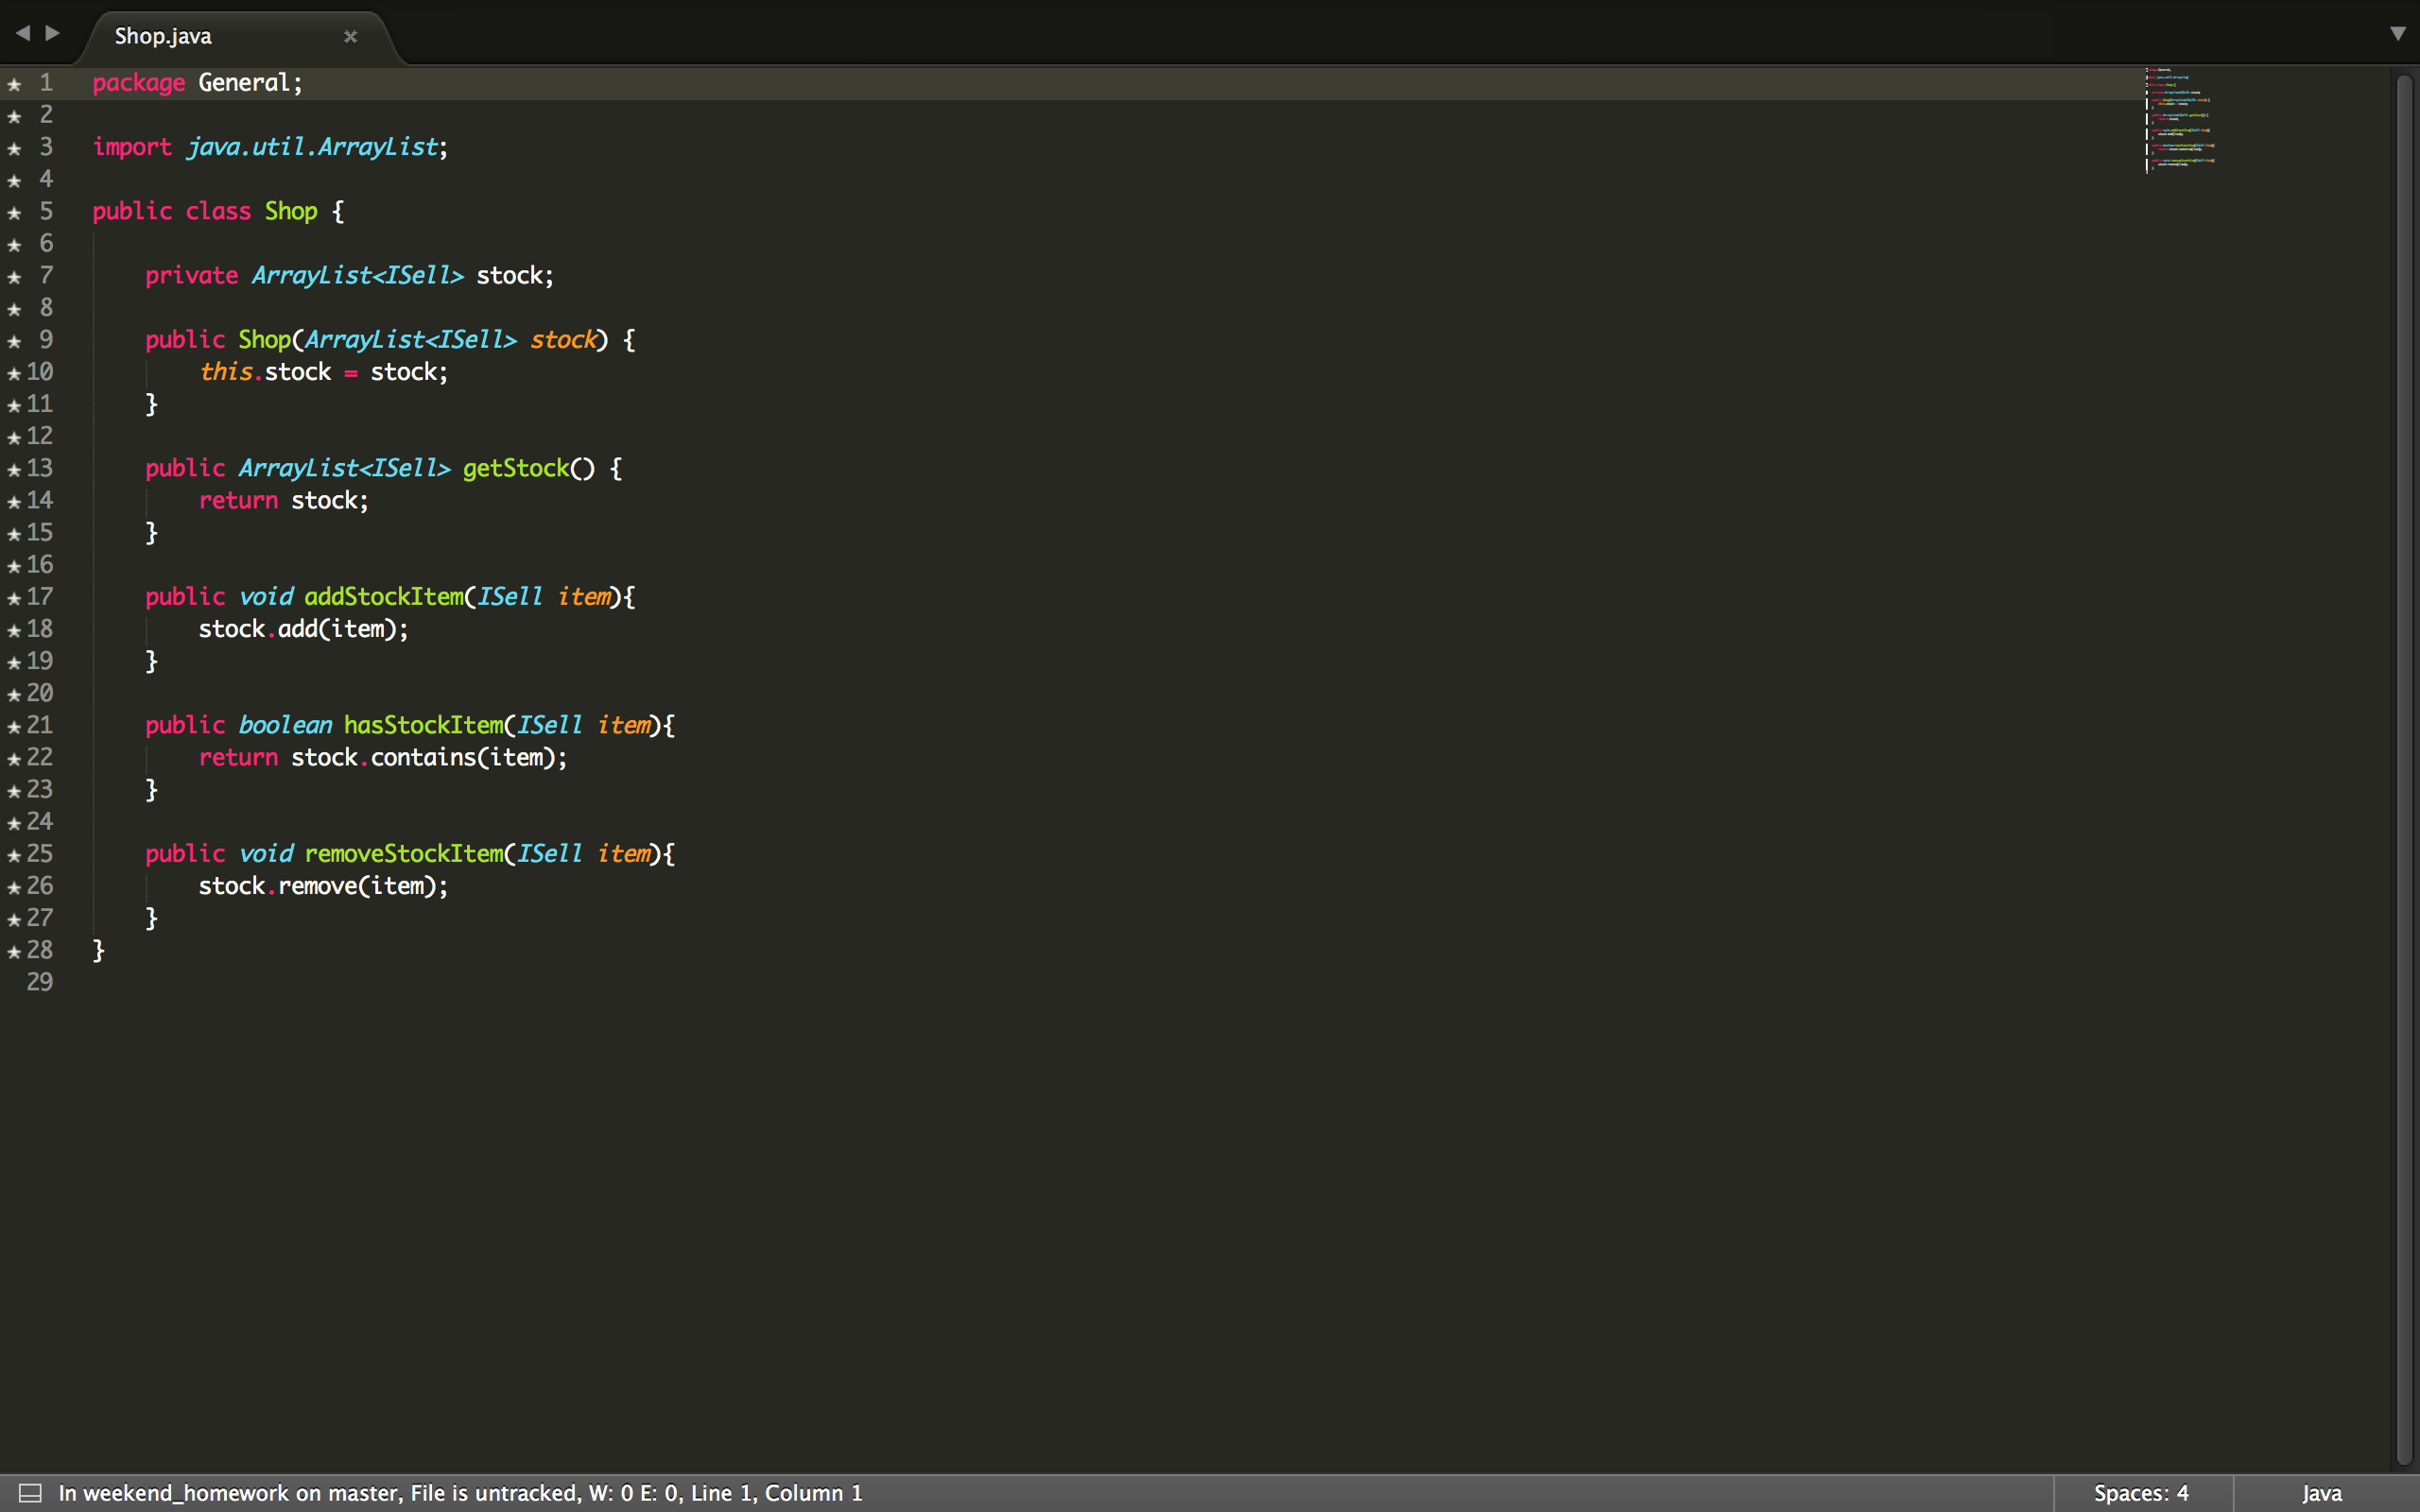 Shop.java
1 package General;
2
3 import java.util.ArrayList;
4
5 public class Shop {
6
7     private ArrayList<ISell> stock;
8
9     public Shop(ArrayList<ISell> stock) {
10         this.stock = stock;
11     }
12
13     public ArrayList<ISell> getStock() {
14         return stock;
15     }
16
17     public void addStockItem(ISell item){
18         stock.add(item);
19     }
20
21     public boolean hasStockItem(ISell item){
22         return stock.contains(item);
23     }
24
25     public void removeStockItem(ISell item){
26         stock.remove(item);
27     }
28 }
29
In weekend_homework on master, File is untracked, W: 0 E: 0, Line 1, Column 1 Spaces: 4 Java